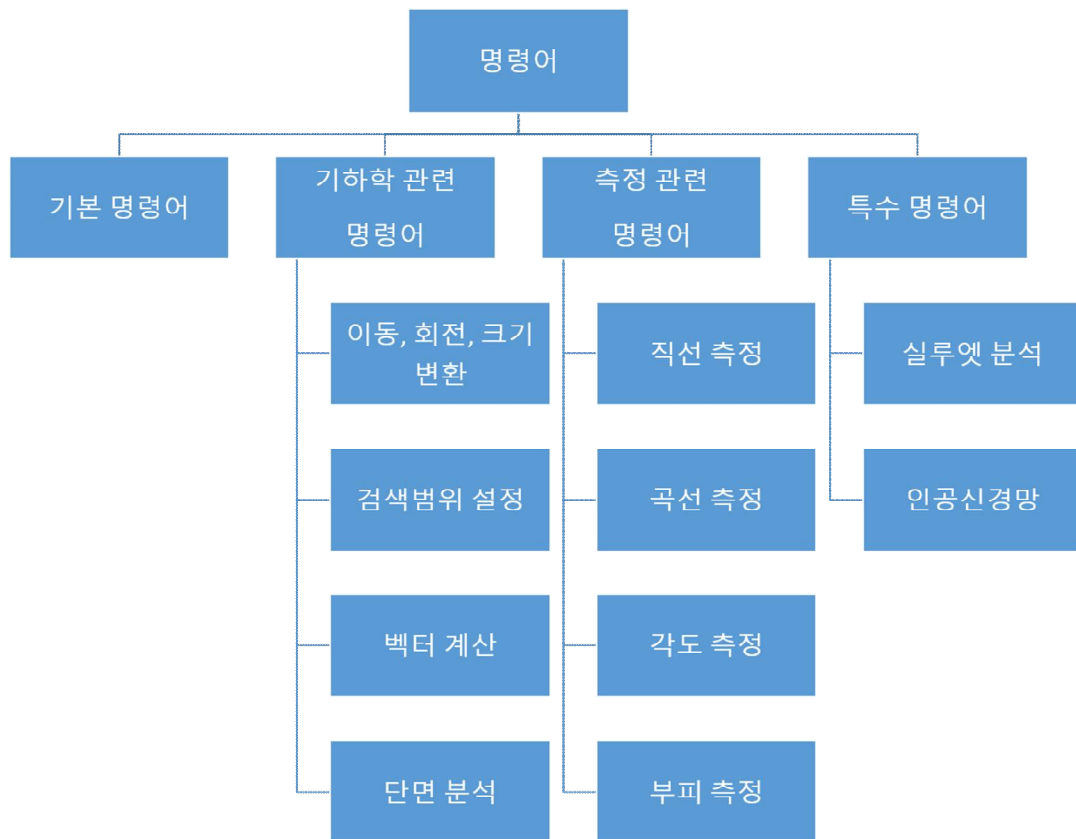 명령어
기본 명령어
기하학 관련
명령어
측정 관련
명령어
특수 명령어
이동, 회전, 크기
변환
직선 측정
실루엣 분석
검색범위 설정
곡선 측정
인공신경망
벡터 계산
각도 측정
단면 분석
부피 측정